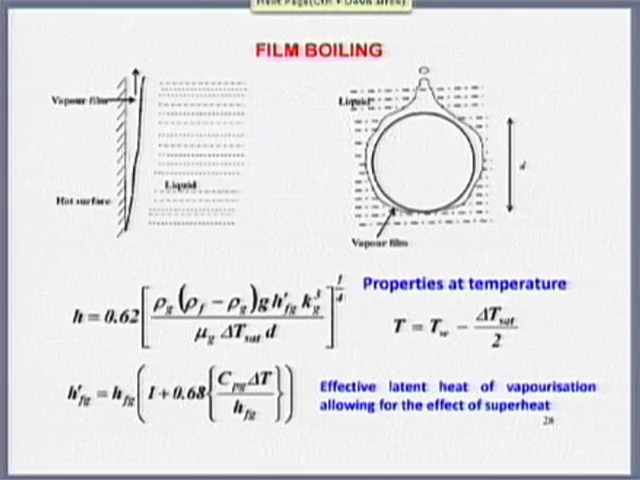 FILM BOILING
Vapour film
Liquid
Hot surface
Liquid
d
Vapour film
h = 0.62 [ρg (ρf − ρg) g h′fg kg³ / μg ΔTsat d]^1/4
Properties at temperature
T = Tw − ΔTsat / 2
h′fg = hfg (1 + 0.68 {Cpg ΔT / hfg})
Effective latent heat of vapourisation
allowing for the effect of superheat
28